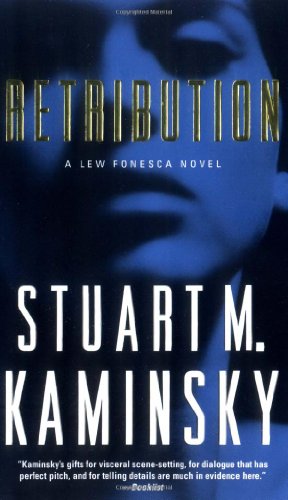 RETRIBUTION
A LEW FONESCA NOVEL
STUART M.
KAMINSKY
"Kaminsky's gifts for visceral scene-setting, for dialogue that has
perfect pitch, and for telling details are much in evidence here."
—Booklist